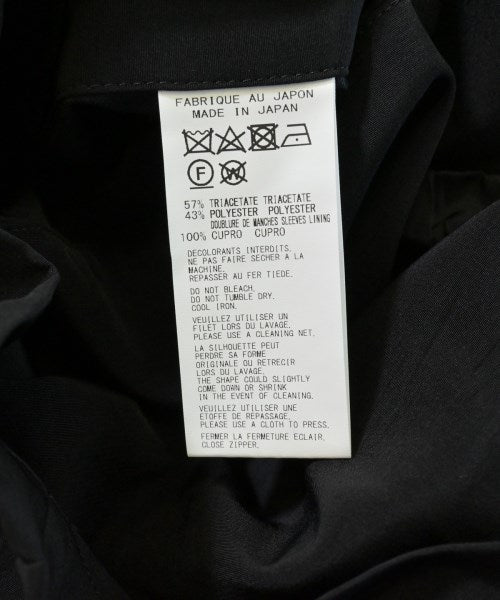 FABRIQUE AU JAPON
MADE IN JAPAN
F W
57% TRIACETATE TRIACETATE
43% POLYESTER POLYESTER
DOUBLURE DE MANCHES SLEEVES LINING
100% CUPRO CUPRO
DÉCOLORANTS INTERDITS.
NE PAS FAIRE SÉCHER A LA
MACHINE.
REPASSER AU FER TIEDE.
DO NOT BLEACH.
DO NOT TUMBLE DRY.
COOL IRON.
VEUILLEZ UTILISER UN
FILET LORS DU LAVAGE.
PLEASE USE A CLEANING NET.
LA SILHOUETTE PEUT
PERDRE SA FORME
ORIGINALE OU RETRECIR
LORS DU LAVAGE.
THE SHAPE COULD SLIGHTLY
COME DOWN OR SHRINK
IN THE EVENT OF CLEANING.
VEUILLEZ UTILISER UNE
ETOFFE DE REPASSAGE.
PLEASE USE A CLOTH TO PRESS.
FERMER LA FERMETURE ECLAIR.
CLOSE ZIPPER.